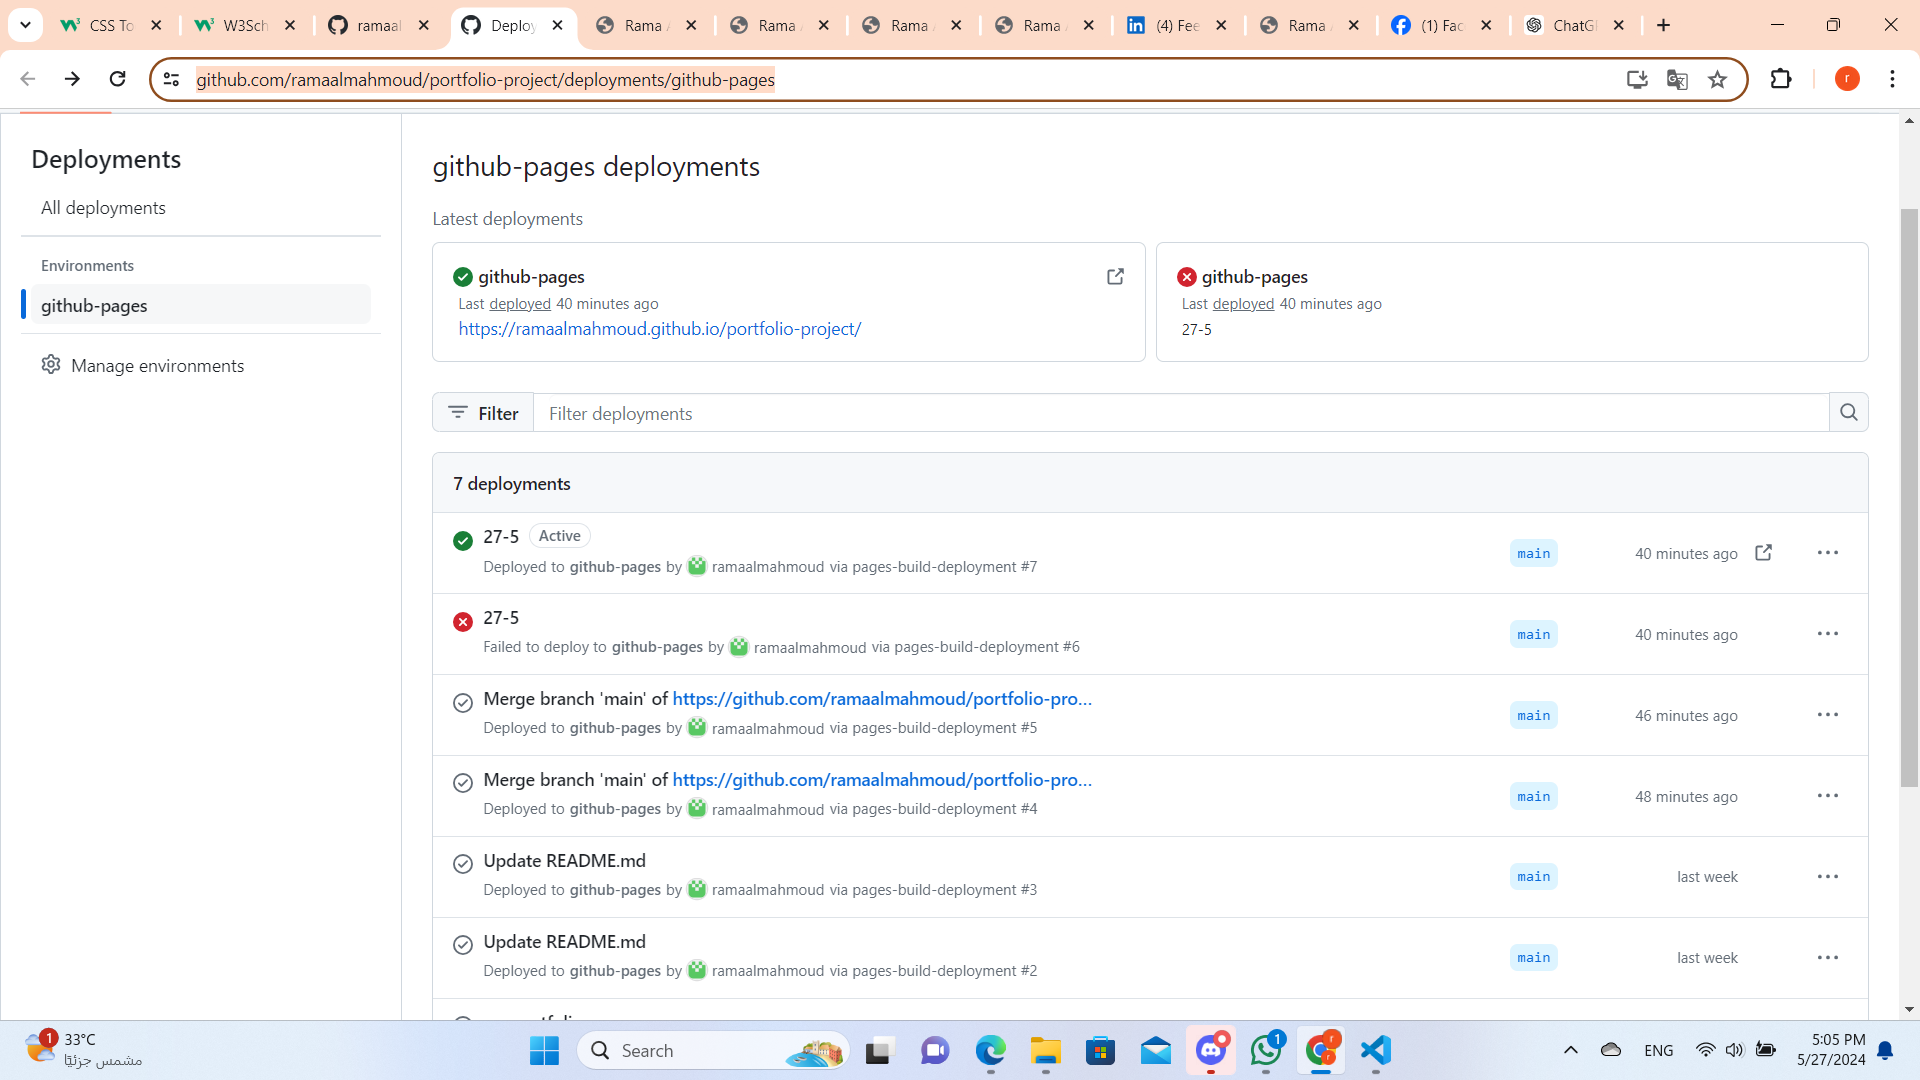 CSS To
W3Sch
ramaal
Deploy
Rama A
Rama A
Rama A
Rama A
(4) Fee
Rama A
(1) Fac
ChatG
github.com/ramaalmahmoud/portfolio-project/deployments/github-pages
r
Deployments
All deployments
Environments
github-pages
Manage environments
github-pages deployments
Latest deployments
github-pages
Last deployed 40 minutes ago
https://ramaalmahmoud.github.io/portfolio-project/
github-pages
Last deployed 40 minutes ago
27-5
Filter
Filter deployments
7 deployments
27-5 Active
Deployed to github-pages by ramaalmahmoud via pages-build-deployment #7
main
40 minutes ago
27-5
Failed to deploy to github-pages by ramaalmahmoud via pages-build-deployment #6
main
40 minutes ago
Merge branch 'main' of https://github.com/ramaalmahmoud/portfolio-pro...
Deployed to github-pages by ramaalmahmoud via pages-build-deployment #5
main
46 minutes ago
Merge branch 'main' of https://github.com/ramaalmahmoud/portfolio-pro...
Deployed to github-pages by ramaalmahmoud via pages-build-deployment #4
main
48 minutes ago
Update README.md
Deployed to github-pages by ramaalmahmoud via pages-build-deployment #3
main
last week
Update README.md
Deployed to github-pages by ramaalmahmoud via pages-build-deployment #2
main
last week
1
33°C
مشمس جزئيًا
Search
1
r
r
ENG
5:05 PM
5/27/2024